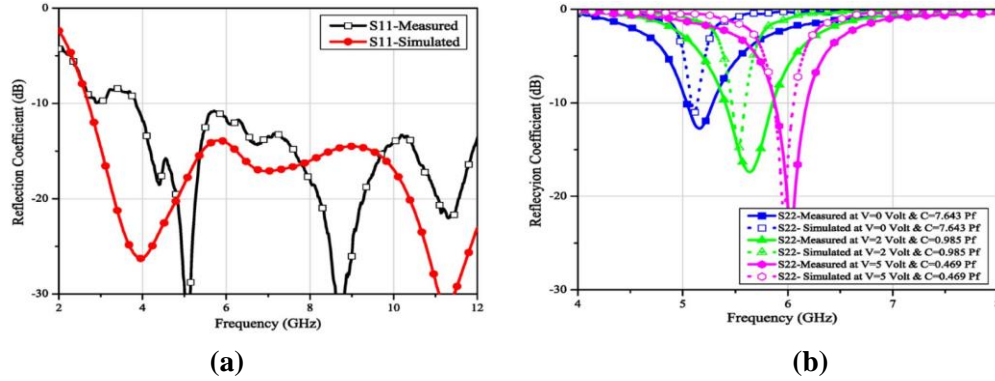 S11-Measured
S11-Simulated
0
-10
-20
-30
Reflection Coefficient (dB)
2
4
6
8
10
12
Frequency (GHz)
(a)
0
-10
-20
-30
Reflecyion Coefficient (dB)
S22-Measured at V=0 Volt & C=7.643 Pf
S22- Simulated at V=0 Volt & C=7.643 Pf
S22-Measured at V=2 Volt & C=0.985 Pf
S22- Simulated at V=2 Volt & C=0.985 Pf
S22-Measured at V=5 Volt & C=0.469 Pf
S22- Simulated at V=5 Volt & C=0.469 Pf
4
5
6
7
Frequency (GHz)
(b)